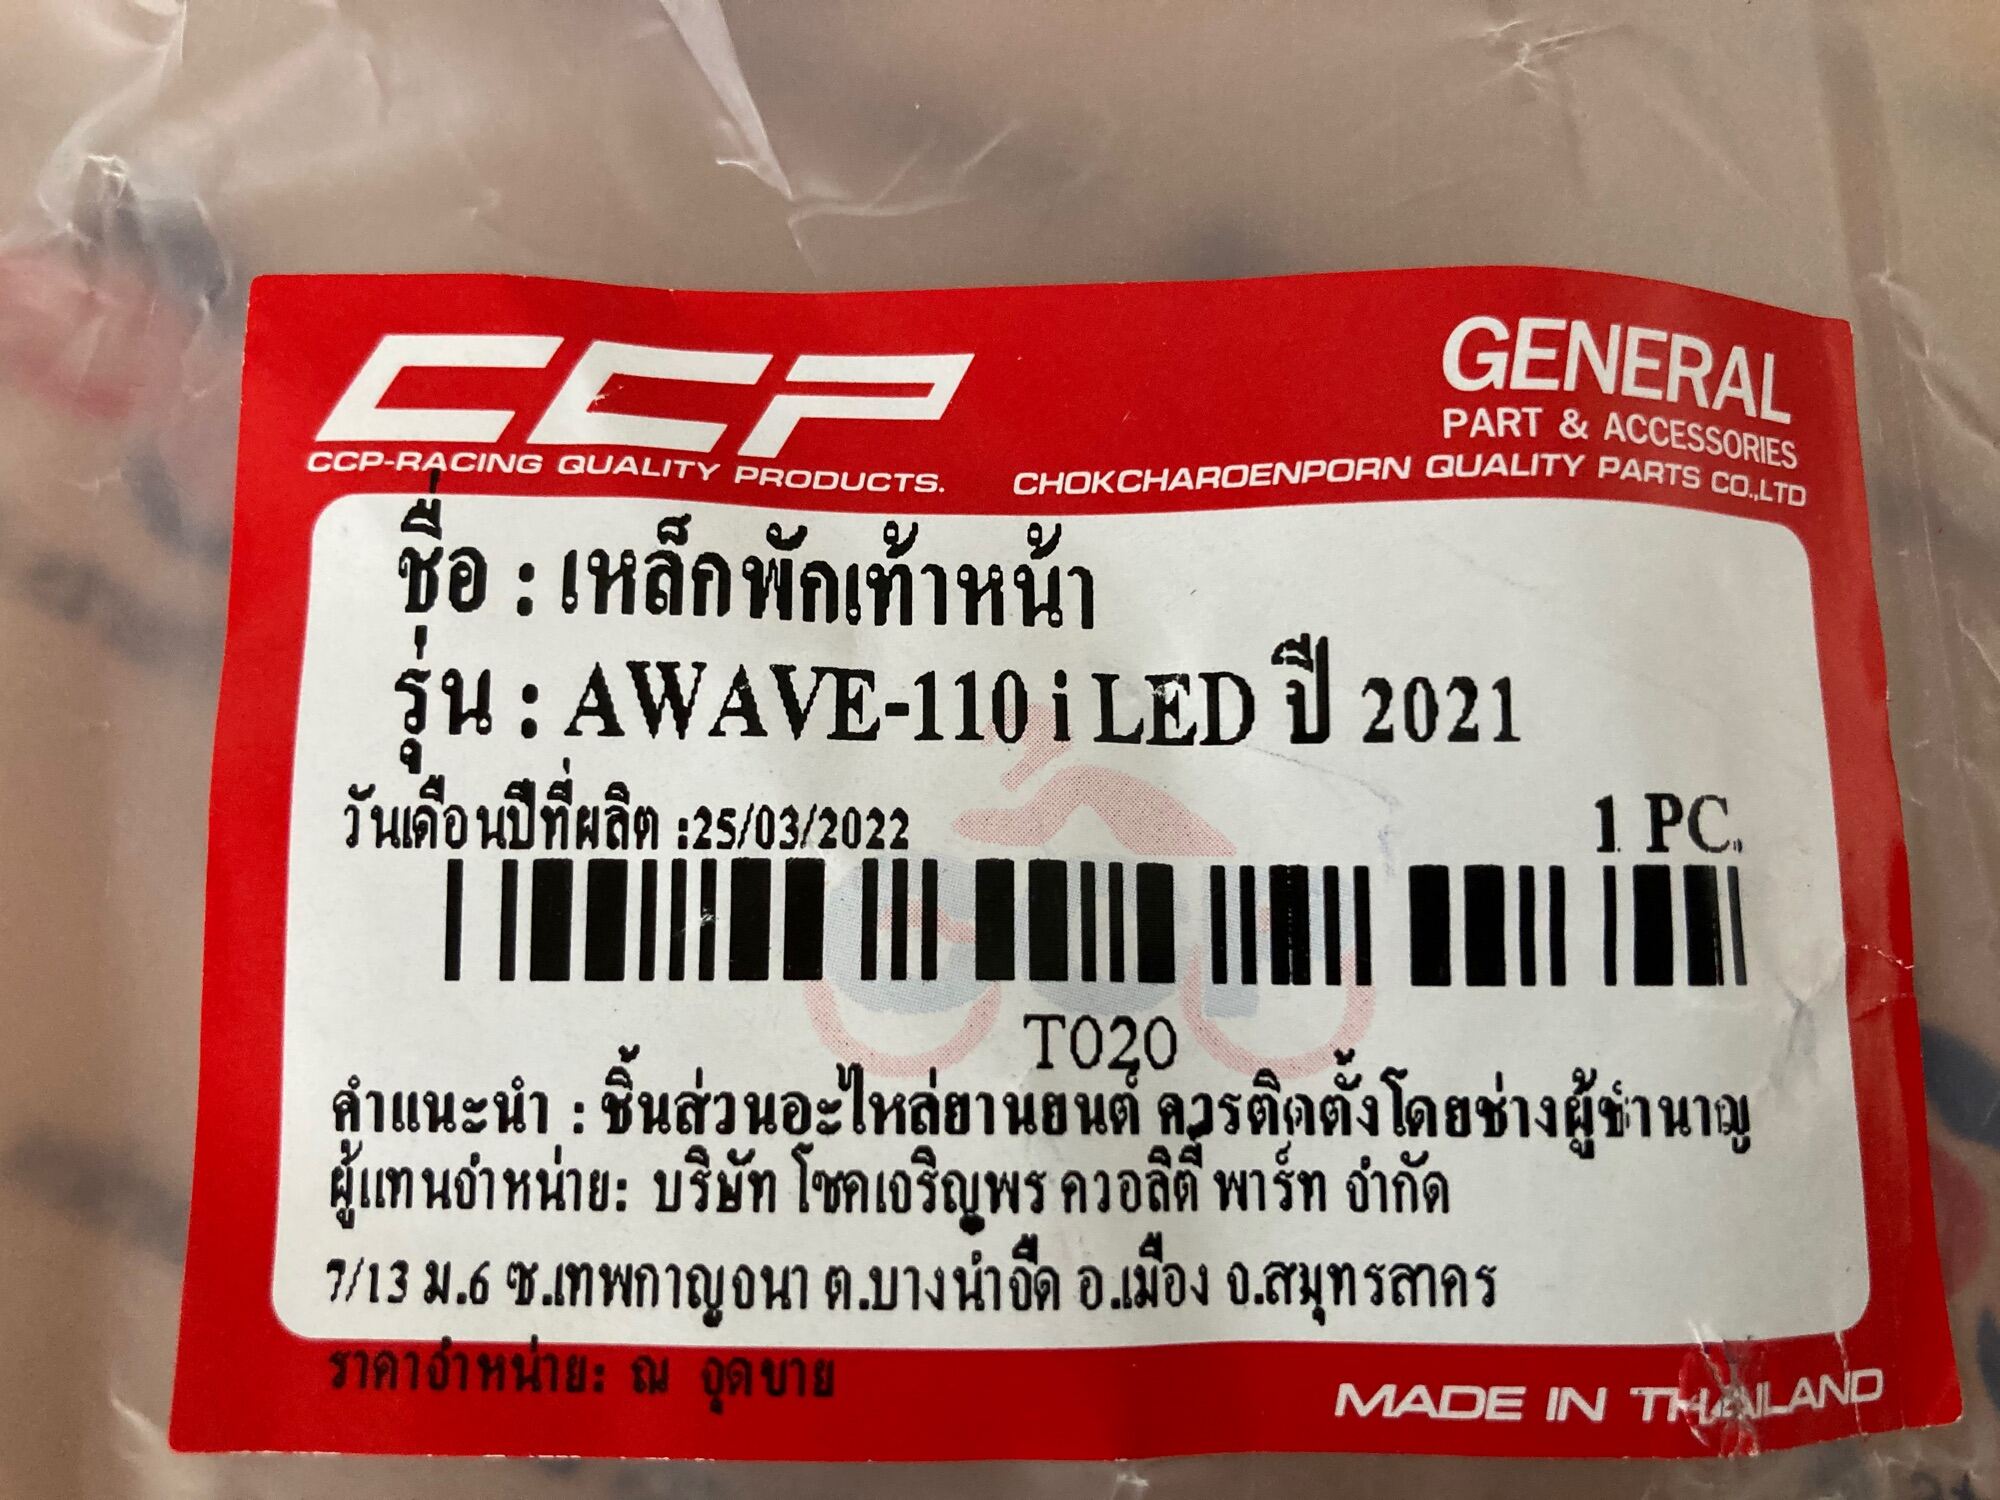 CCP
CCP-RACING QUALITY PRODUCTS.
GENERAL
PART & ACCESSORIES
CHOKCHAROENPORN QUALITY PARTS CO.,LTD
ชื่อ : เหล็กพักเท้าหน้า
รุ่น : AWAVE-110 i LED ปี 2021
วันเดือนปีที่ผลิต :25/03/2022
1 PC.
T020
คำแนะนำ : ชิ้นส่วนอะไหล่ยานยนต์ ควรติดตั้งโดยช่างผู้ชำนาญ
ผู้แทนจำหน่าย: บริษัท โชคเจริญพร ควอลิตี้ พาร์ท จำกัด
7/13 ม.6 ซ.เทพกาญจนา ต.บางน้ำจืด อ.เมือง จ.สมุทรสาคร
ราคาจำหน่าย: ณ จุดขาย
MADE IN THAILAND